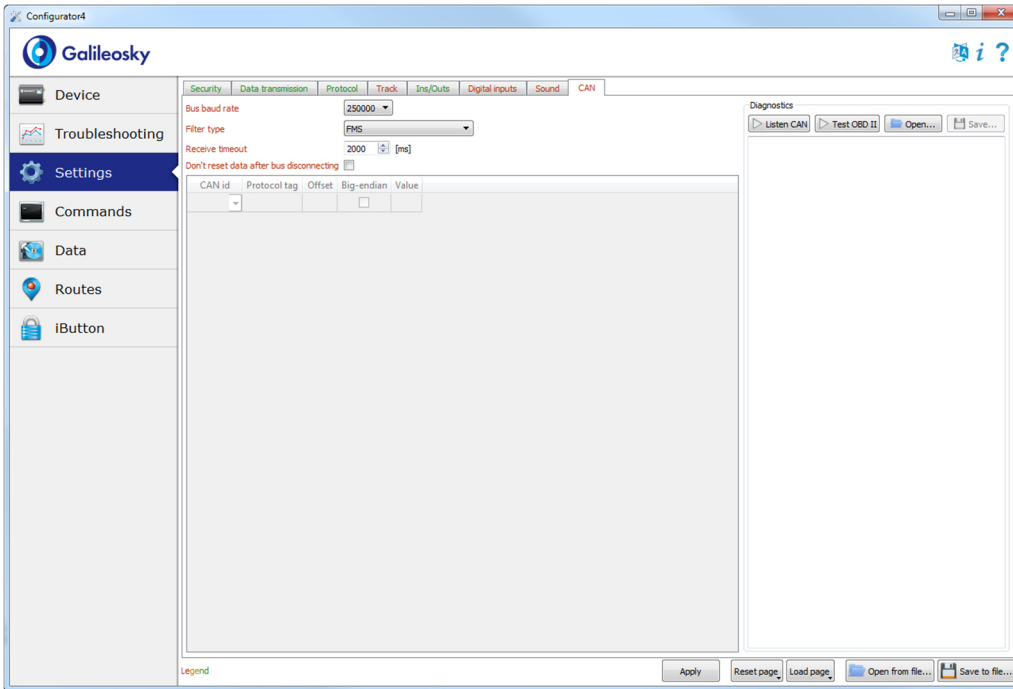 Configurator4
Galileosky
i ?
Device
Troubleshooting
Settings
Commands
Data
Routes
iButton
Security Data transmission Protocol Track Ins/Outs Digital inputs Sound CAN
Bus baud rate 250000
Filter type FMS
Receive timeout 2000 [ms]
Don't reset data after bus disconnecting
CAN id Protocol tag Offset Big-endian Value
Diagnostics
Listen CAN Test OBD II Open... Save...
Legend
Apply Reset page Load page Open from file... Save to file...